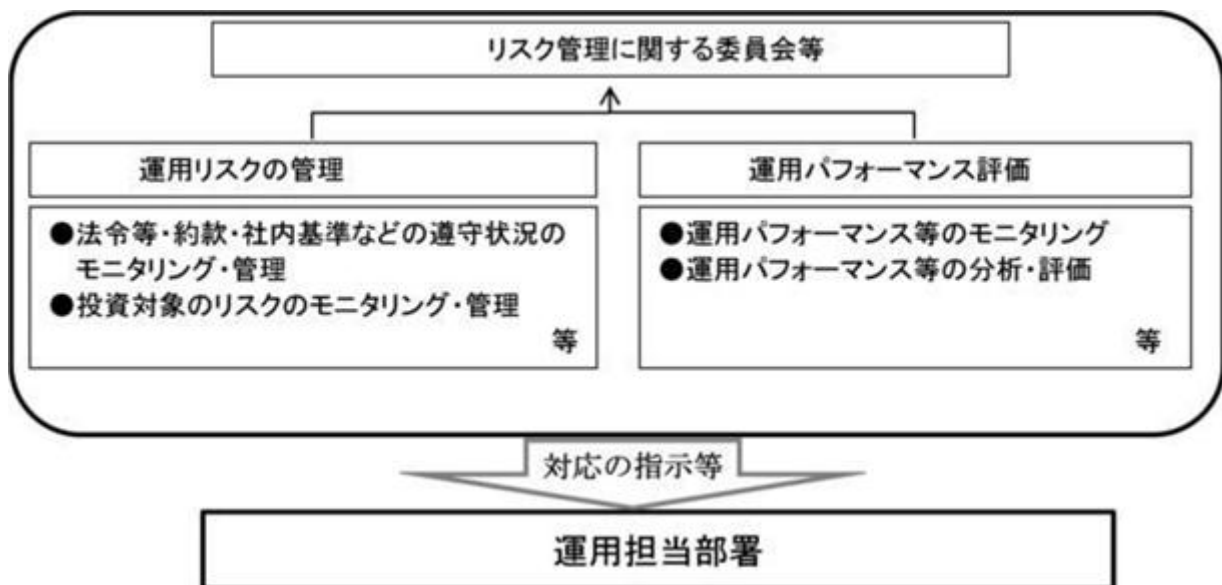 リスク管理に関する委員会等
運用リスクの管理
●法令等・約款・社内基準などの遵守状況の
モニタリング・管理
●投資対象のリスクのモニタリング・管理
等
運用パフォーマンス評価
●運用パフォーマンス等のモニタリング
●運用パフォーマンス等の分析・評価
等
対応の指示等
運用担当部署